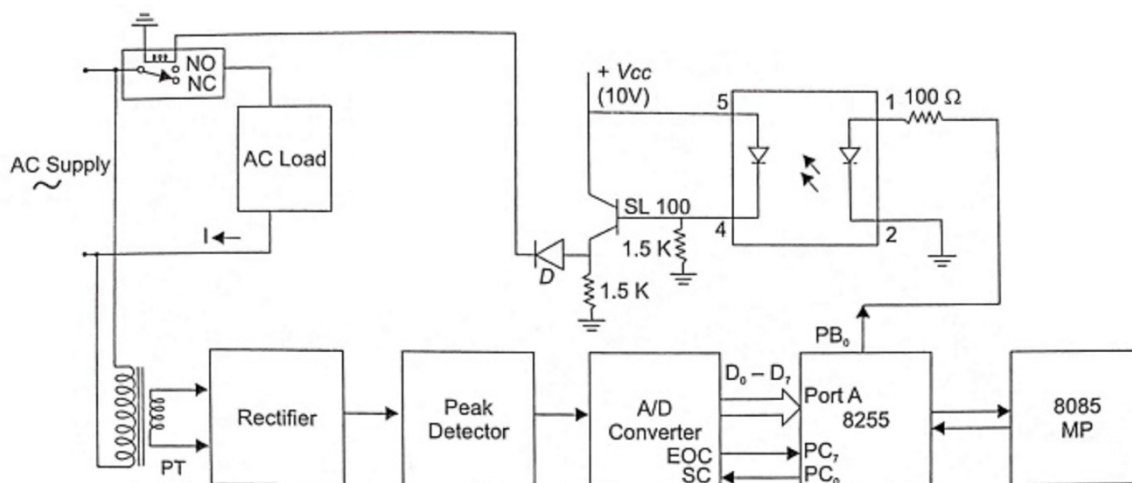 NO
NC
AC Supply
~
AC Load
I
+ Vcc
(10V)
5
4
1
2
100 Ω
SL 100
1.5 K
D
1.5 K
PT
Rectifier
Peak
Detector
A/D
Converter
EOC
SC
D₀ – D₇
PB₀
Port A
8255
PC₇
PC₀
8085
MP